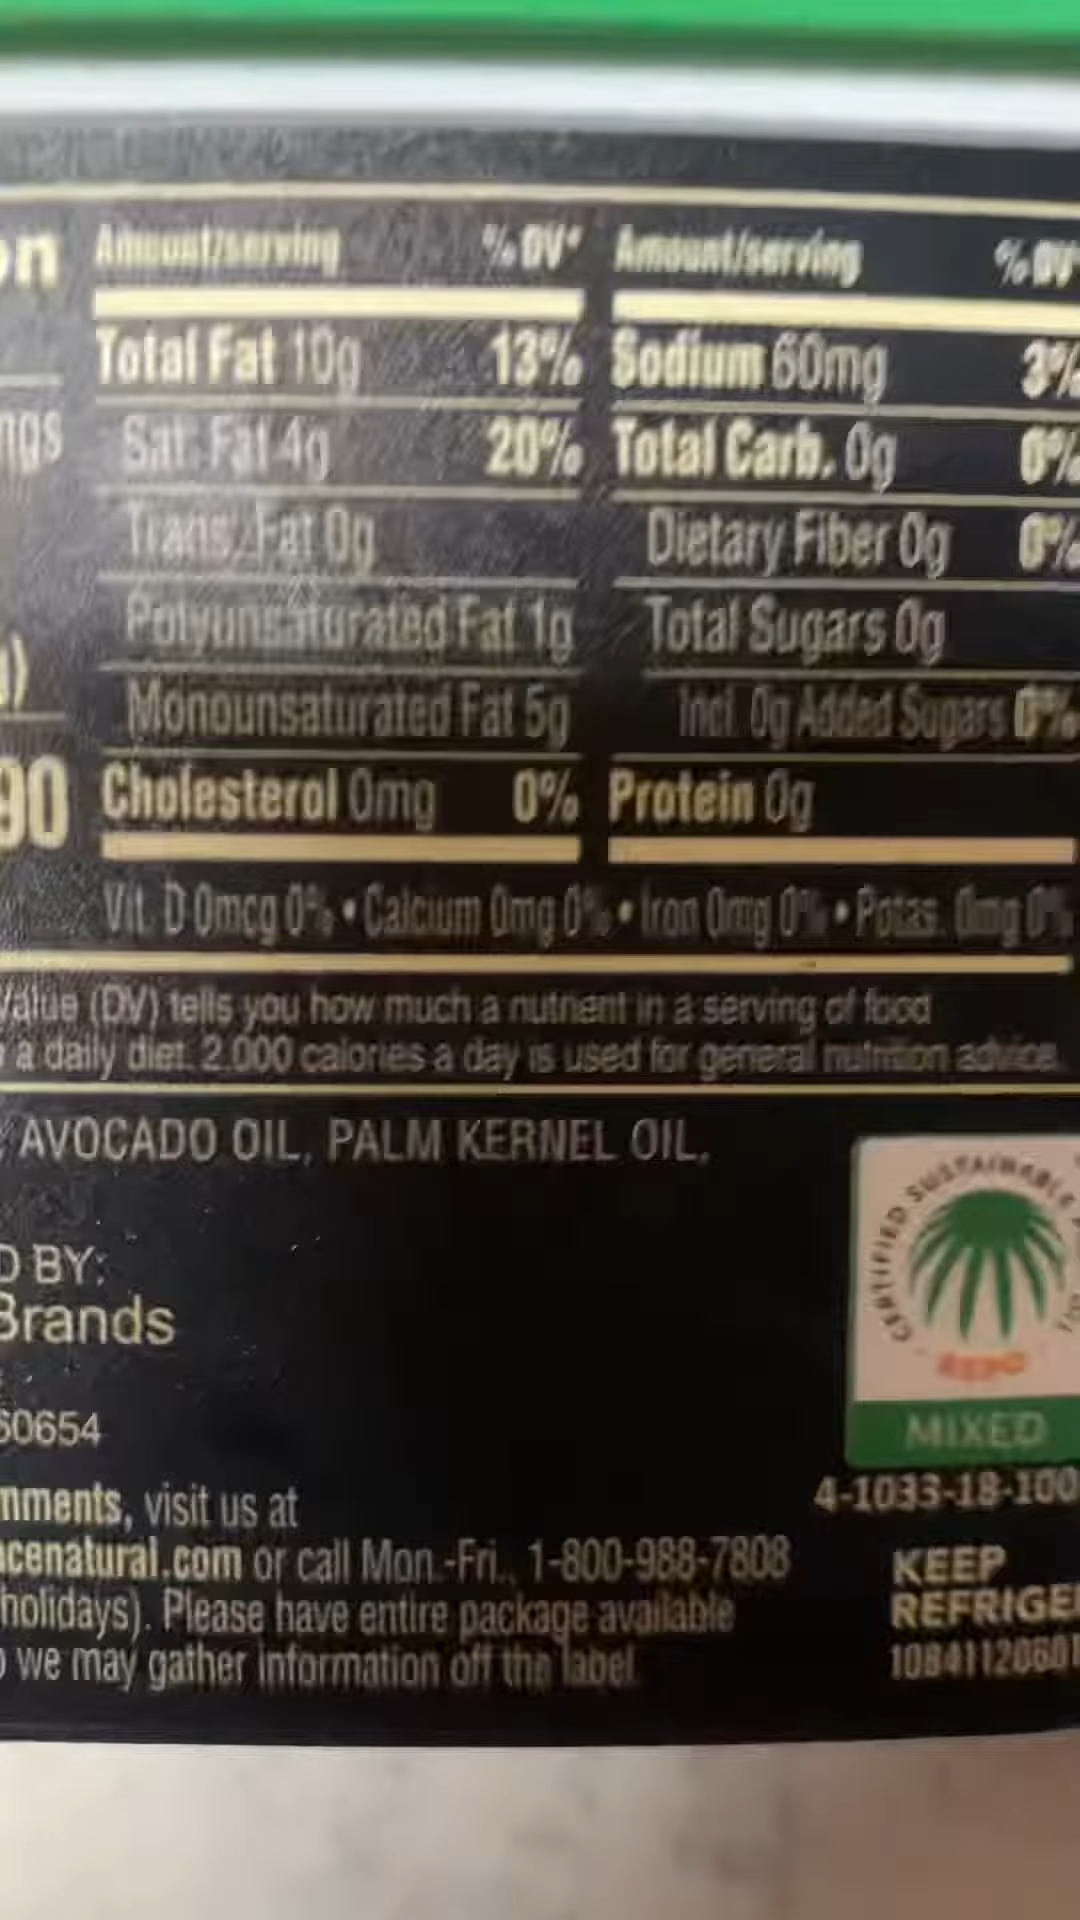 on Amount/serving %DV* Amount/serving %DV*
Total Fat 10g 13% Sodium 60mg 3%
ngs Sat. Fat 4g 20% Total Carb. 0g 0%
Trans. Fat 0g Dietary Fiber 0g 0%
Polyunsaturated Fat 1g Total Sugars 0g
) Monounsaturated Fat 5g Incl. 0g Added Sugars 0%
90 Cholesterol 0mg 0% Protein 0g
Vit. D 0mcg 0% • Calcium 0mg 0% • Iron 0mg 0% • Potas. 0mg 0%
Value (DV) tells you how much a nutrient in a serving of food
a daily diet. 2,000 calories a day is used for general nutrition advice.
AVOCADO OIL, PALM KERNEL OIL,
CERTIFIED SUSTAINABLE
RSPO
MIXED
4-1033-18-100
D BY:
Brands
60654
mments, visit us at
cenatural.com or call Mon.-Fri., 1-800-988-7808
holidays). Please have entire package available
o we may gather information off the label.
KEEP
REFRIGE
1084112060